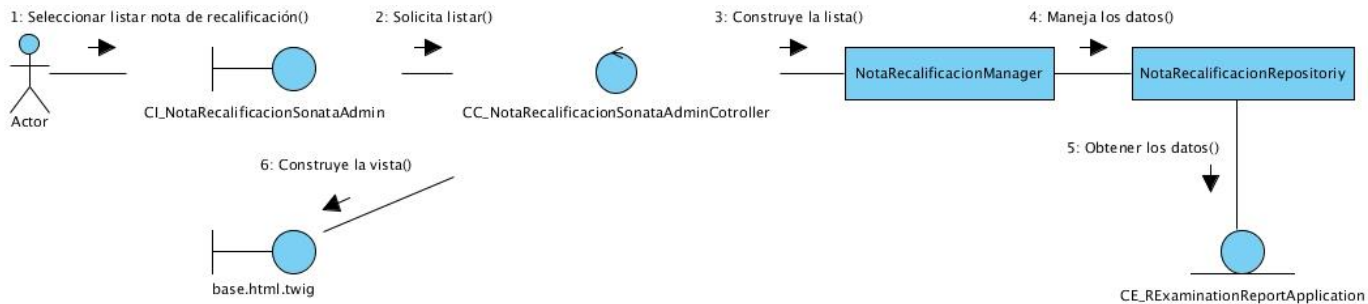 1: Seleccionar listar nota de recalificación()
2: Solicita listar()
3: Construye la lista()
4: Maneja los datos()
NotaRecalificacionManager
NotaRecalificacionRepositoriy
Actor
CI_NotaRecalificacionSonataAdmin
CC_NotaRecalificacionSonataAdminCotroller
5: Obtener los datos()
6: Construye la vista()
base.html.twig
CE_RExaminationReportApplication